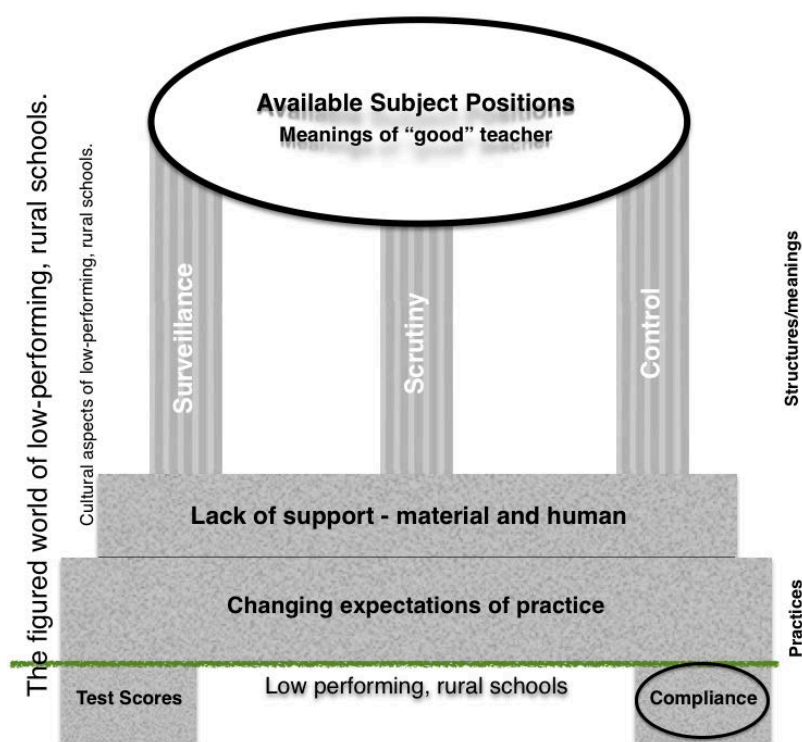 The figured world of low-performing, rural schools.
Cultural aspects of low-performing, rural schools.
Available Subject Positions
Meanings of “good” teacher
Surveillance
Scrutiny
Control
Structures/meanings
Lack of support - material and human
Changing expectations of practice
Practices
Test Scores
Low performing, rural schools
Compliance